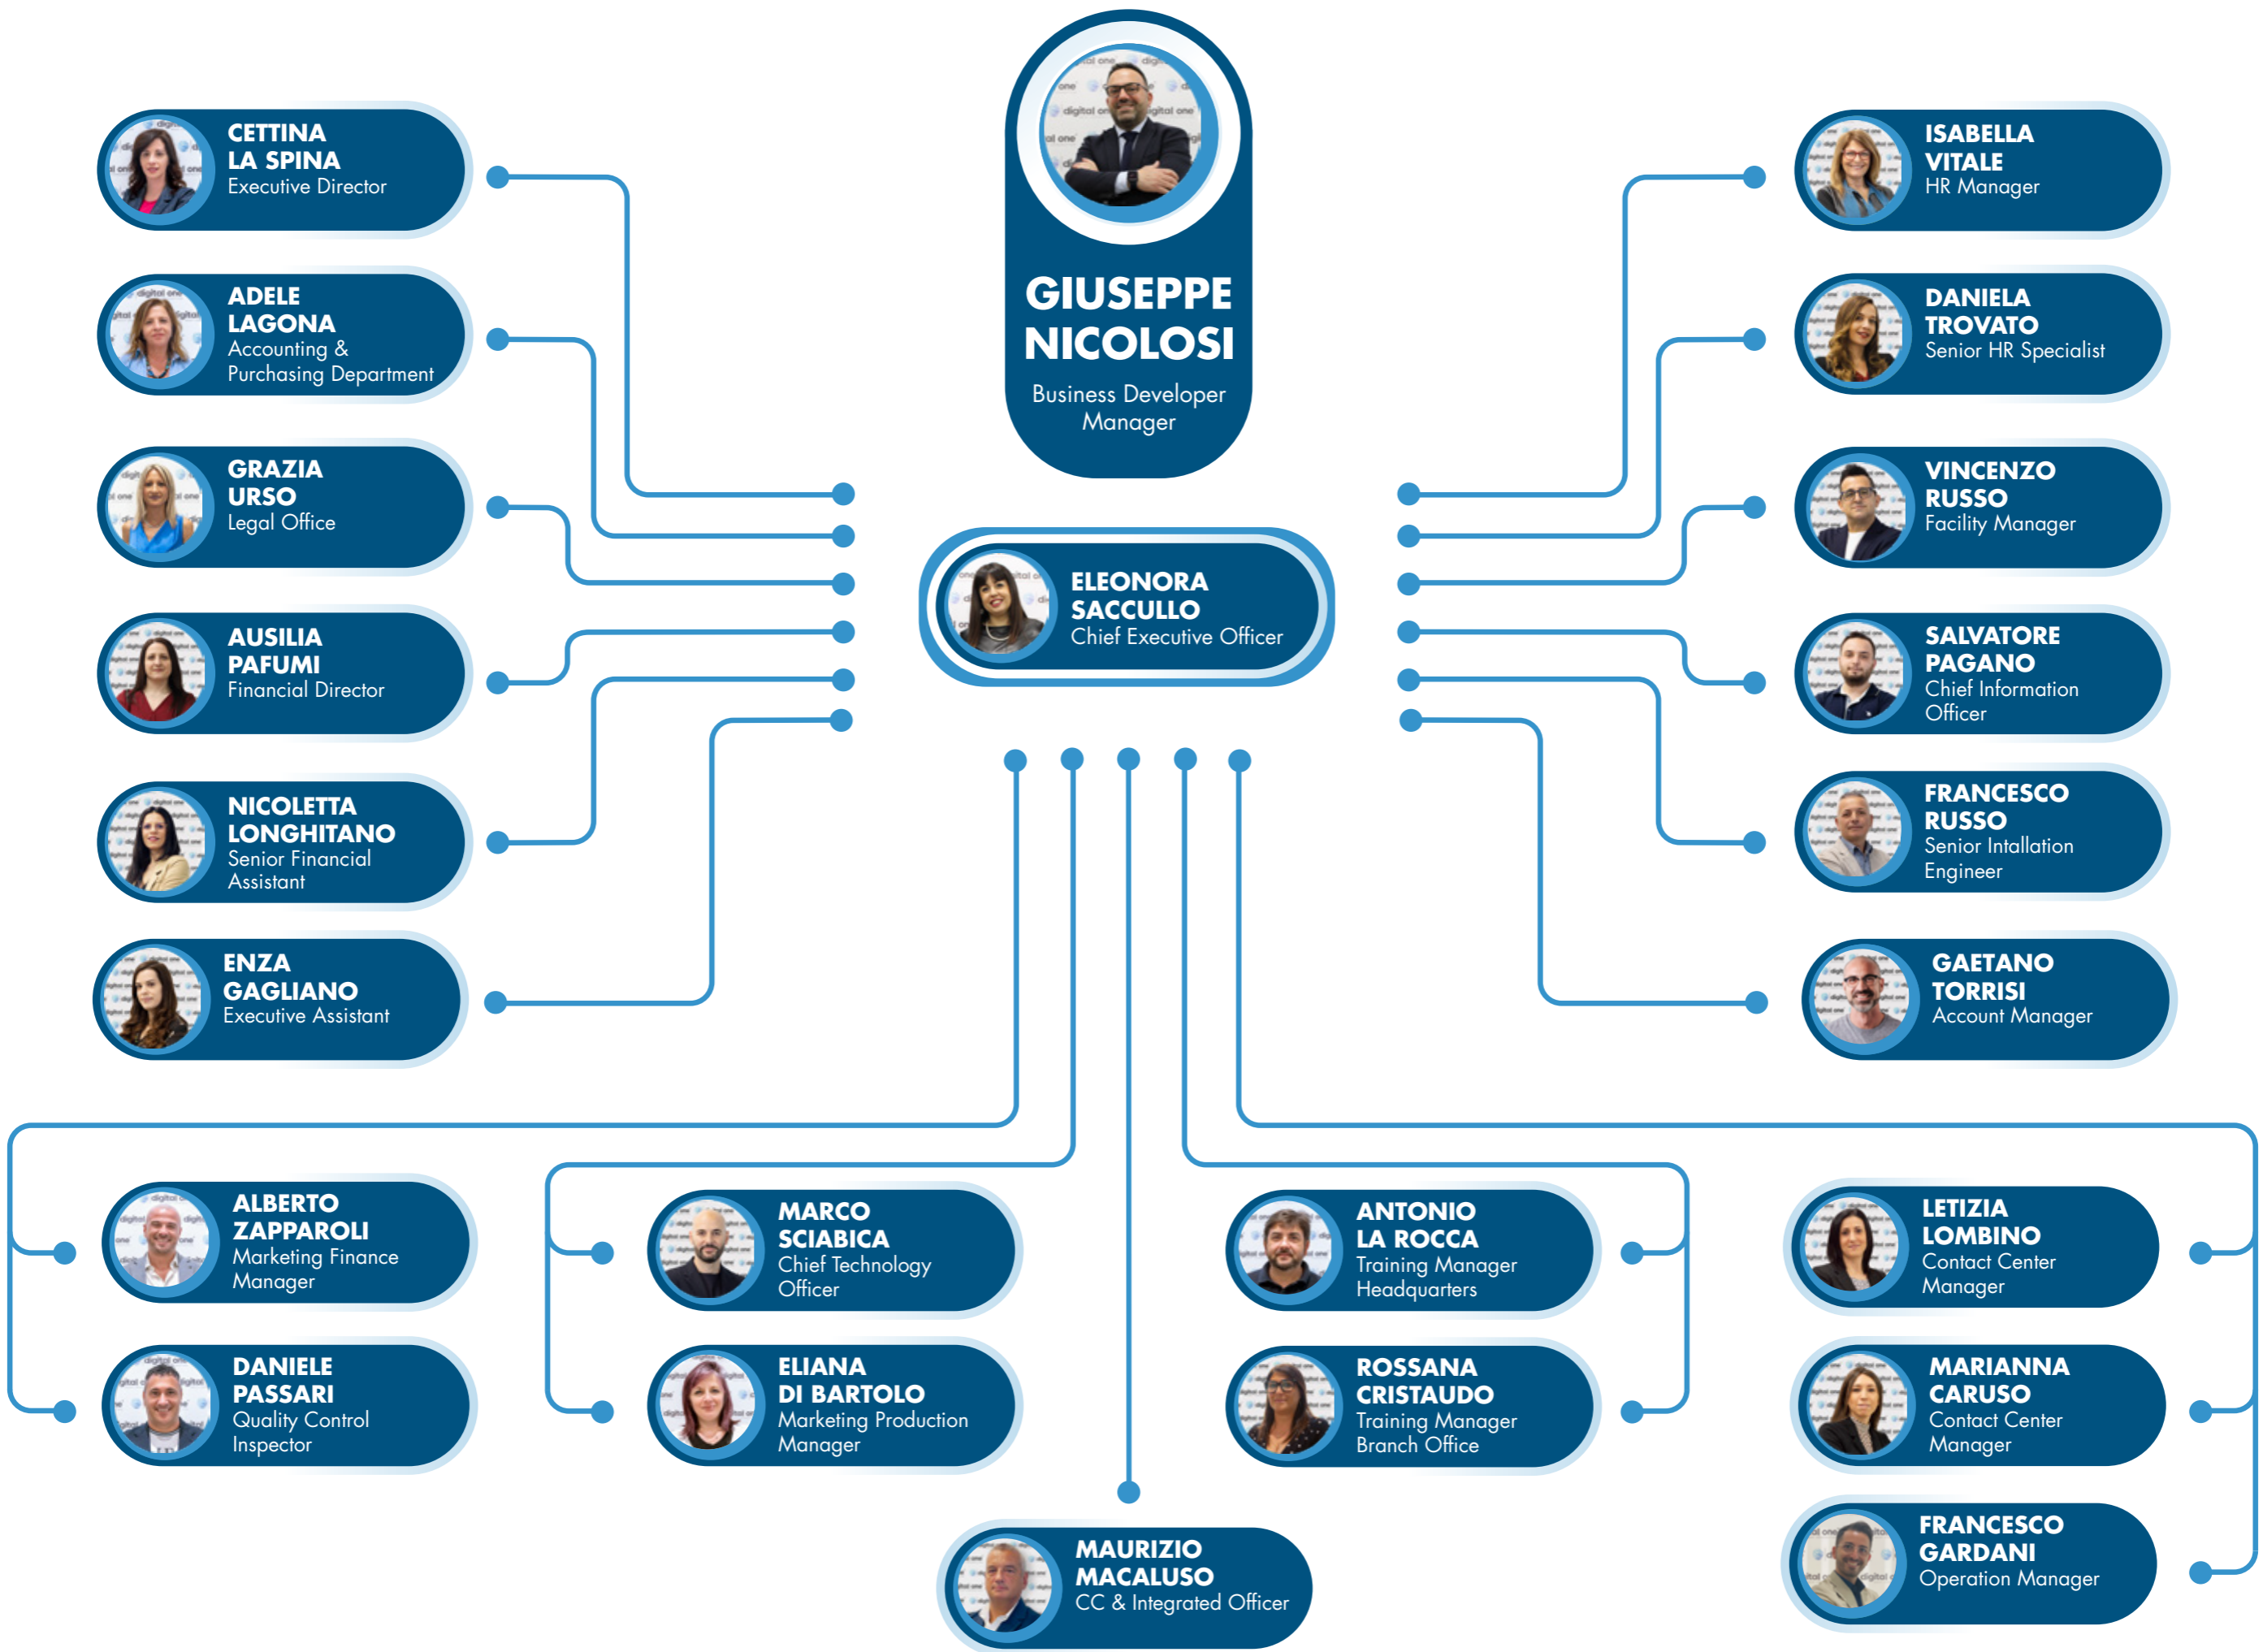 GIUSEPPE
NICOLOSI
Business Developer
Manager
ELEONORA
SACCULLO
Chief Executive Officer
CETTINA
LA SPINA
Executive Director
ADELE
LAGONA
Accounting &
Purchasing Department
GRAZIA
URSO
Legal Office
AUSILIA
PAFUMI
Financial Director
NICOLETTA
LONGHITANO
Senior Financial
Assistant
ENZA
GAGLIANO
Executive Assistant
ISABELLA
VITALE
HR Manager
DANIELA
TROVATO
Senior HR Specialist
VINCENZO
RUSSO
Facility Manager
SALVATORE
PAGANO
Chief Information
Officer
FRANCESCO
RUSSO
Senior Intallation
Engineer
GAETANO
TORRISI
Account Manager
ALBERTO
ZAPPAROLI
Marketing Finance
Manager
DANIELE
PASSARI
Quality Control
Inspector
MARCO
SCIABICA
Chief Technology
Officer
ELIANA
DI BARTOLO
Marketing Production
Manager
MAURIZIO
MACALUSO
CC & Integrated Officer
ANTONIO
LA ROCCA
Training Manager
Headquarters
ROSSANA
CRISTAUDO
Training Manager
Branch Office
LETIZIA
LOMBINO
Contact Center
Manager
MARIANNA
CARUSO
Contact Center
Manager
FRANCESCO
GARDANI
Operation Manager